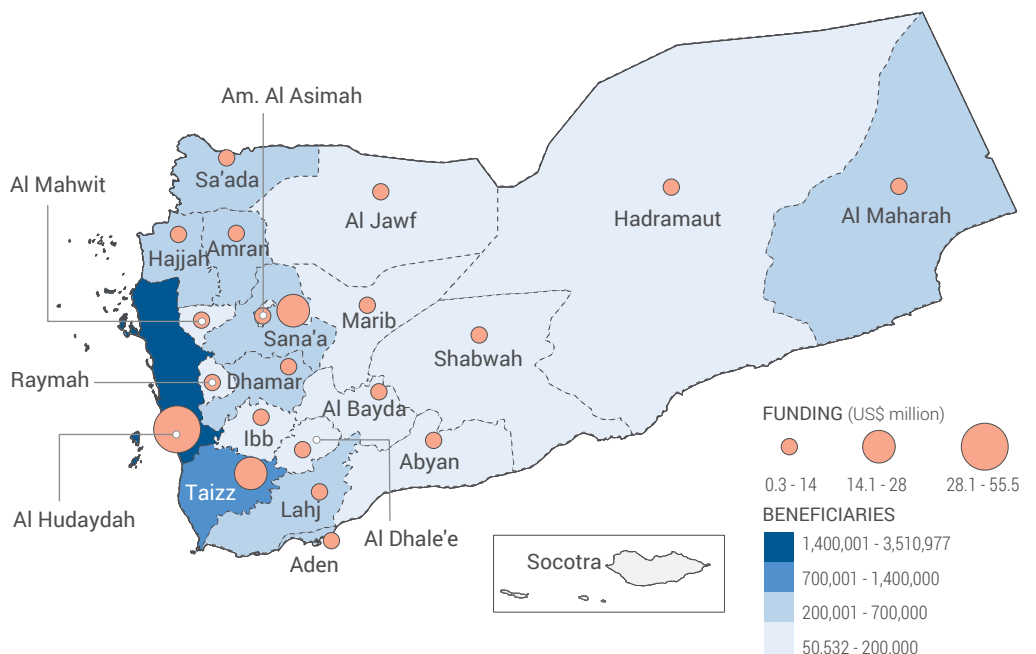 Am. Al Asimah
Sa'ada
Al Mahwit
Al Jawf
Hadramaut
Al Maharah
Hajjah
Amran
Marib
Sana'a
Shabwah
Raymah
Dhamar
Al Bayda
FUNDING (US$ million)
Ibb
Abyan
0.3 - 14
14.1 - 28
28.1 - 55.5
Taizz
Lahj
Al Hudaydah
Al Dhale'e
BENEFICIARIES
Aden
Socotra
1,400,001 - 3,510,977
700,001 - 1,400,000
200,001 - 700,000
50,532 - 200,000